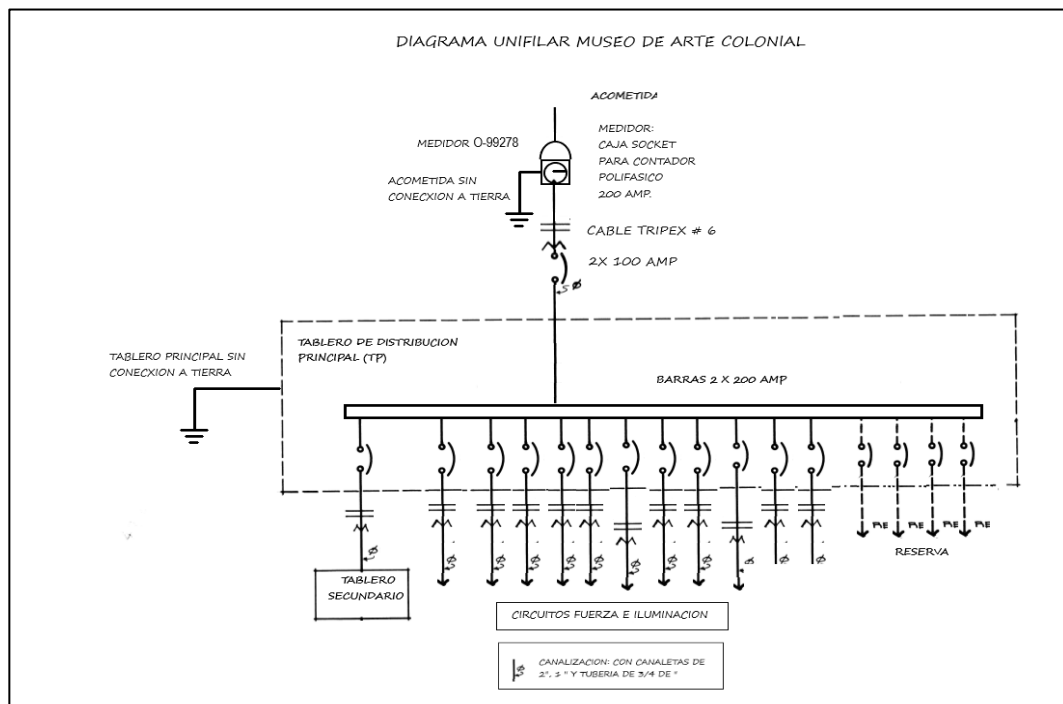 DIAGRAMA UNIFILAR MUSEO DE ARTE COLONIAL
ACOMETIDA
MEDIDOR O-99278
MEDIDOR:
CAJA SOCKET
PARA CONTADOR
POLIFASICO
200 AMP.
ACOMETIDA SIN
CONECXION A TIERRA
CABLE TRIPEX # 6
2X 100 AMP
S Ø
TABLERO DE DISTRIBUCION
PRINCIPAL (TP)
TABLERO PRINCIPAL SIN
CONECXION A TIERRA
BARRAS 2 X 200 AMP
RE RE RE RE
RESERVA
TABLERO
SECUNDARIO
CIRCUITOS FUERZA E ILUMINACION
CANALIZACION: CON CANALETAS DE
2", 1 " Y TUBERIA DE 3/4 DE "